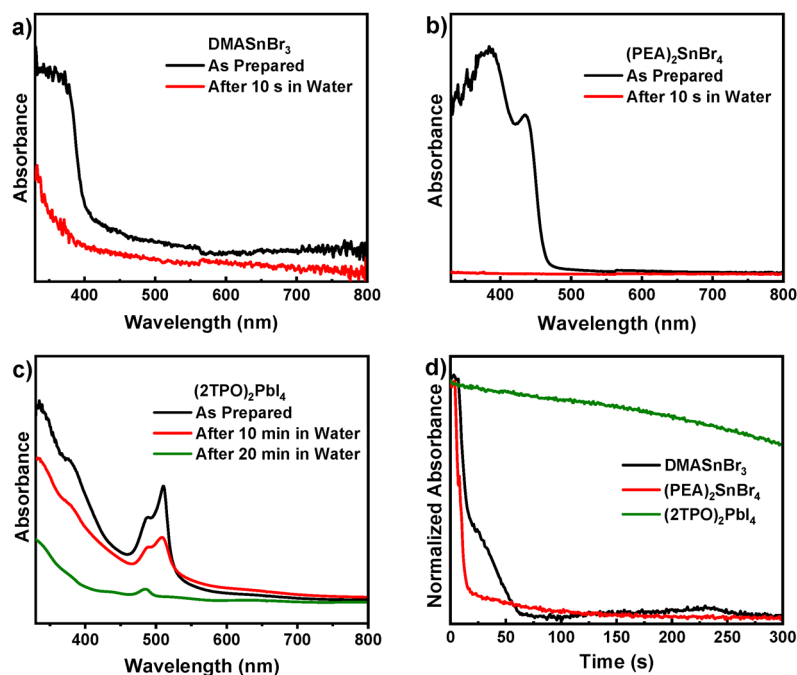 a)
DMASnBr₃
As Prepared
After 10 s in Water
Absorbance
400 500 600 700 800
Wavelength (nm)
b)
(PEA)₂SnBr₄
As Prepared
After 10s in Water
Absorbance
400 500 600 700 800
Wavelength (nm)
c)
(2TPO)₂PbI₄
As Prepared
After 10 min in Water
After 20 min in Water
Absorbance
400 500 600 700 800
Wavelength (nm)
d)
DMASnBr₃
(PEA)₂SnBr₄
(2TPO)₂PbI₄
Normalized Absorbance
0 50 100 150 200 250 300
Time (s)